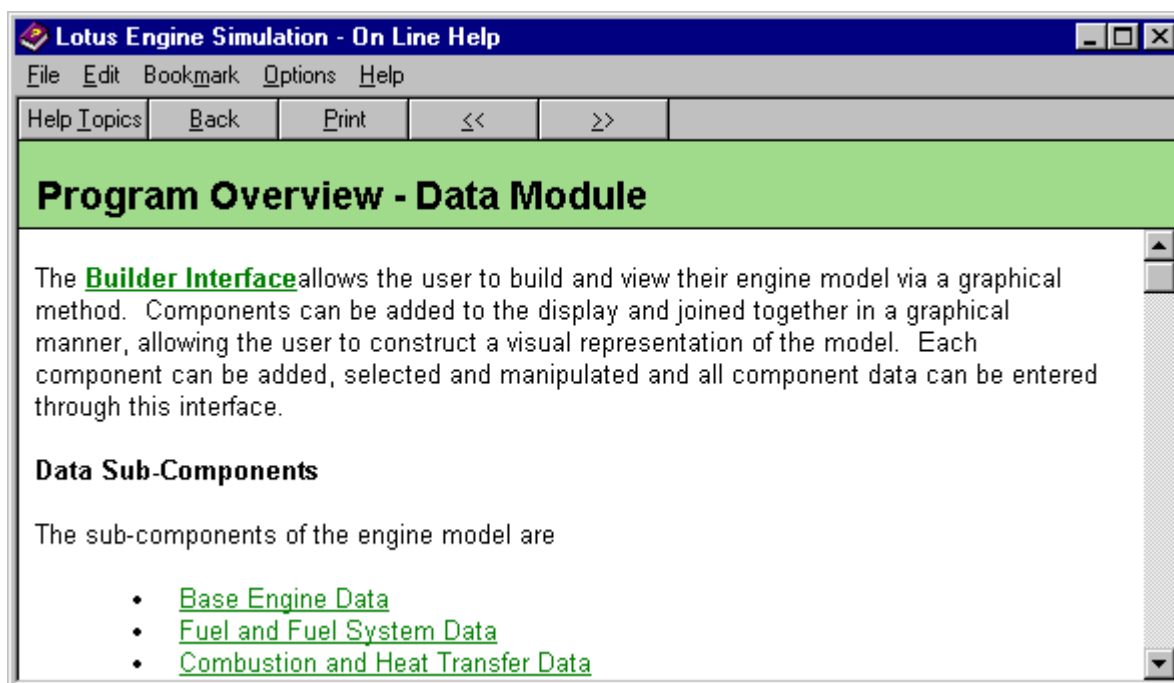 Lotus Engine Simulation - On Line Help
File Edit Bookmark Options Help
Help Topics Back Print << >>
Program Overview - Data Module
The Builder Interfaceallows the user to build and view their engine model via a graphical
method. Components can be added to the display and joined together in a graphical
manner, allowing the user to construct a visual representation of the model. Each
component can be added, selected and manipulated and all component data can be entered
through this interface.
Data Sub-Components
The sub-components of the engine model are
• Base Engine Data
• Fuel and Fuel System Data
• Combustion and Heat Transfer Data